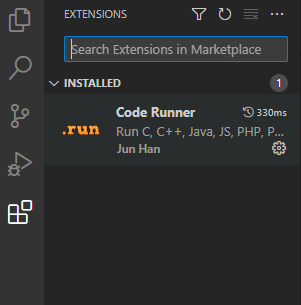 EXTENSIONS
Search Extensions in Marketplace
INSTALLED
1
Code Runner
330ms
.run
Run C, C++, Java, JS, PHP, P...
Jun Han